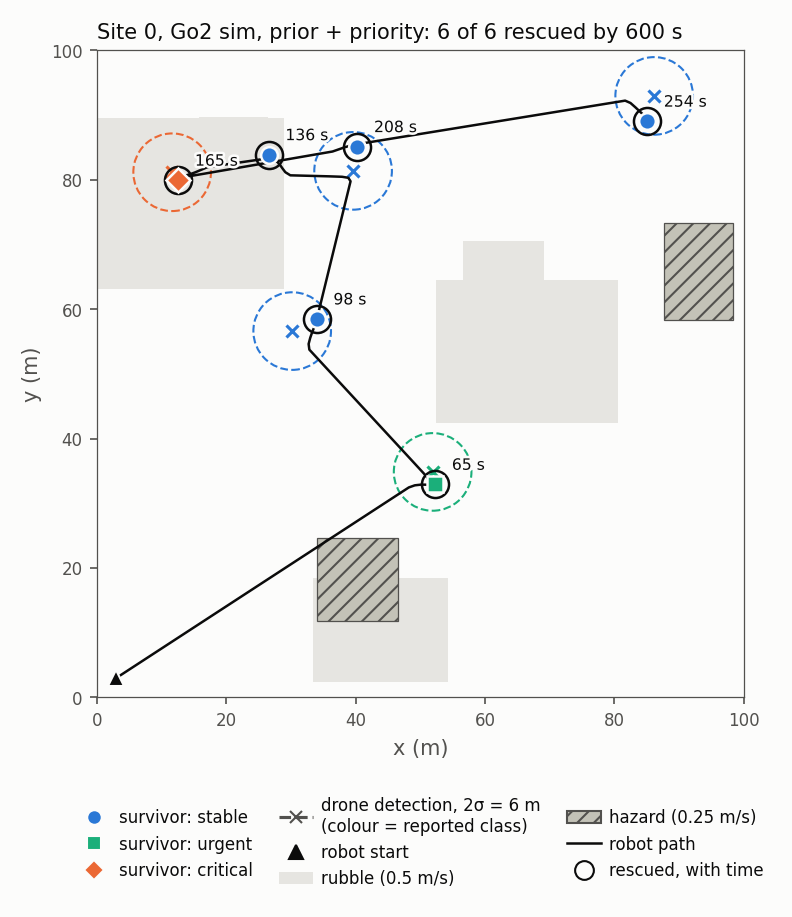 Site 0, Go2 sim, prior + priority: 6 of 6 rescued by 600 s
100
80
60
40
20
0
y (m)
254 s
208 s
136 s
165 s
98 s
65 s
0
20
40
60
80
100
x (m)
survivor: stable
survivor: urgent
survivor: critical
drone detection, 2σ = 6 m
(colour = reported class)
robot start
rubble (0.5 m/s)
hazard (0.25 m/s)
robot path
rescued, with time